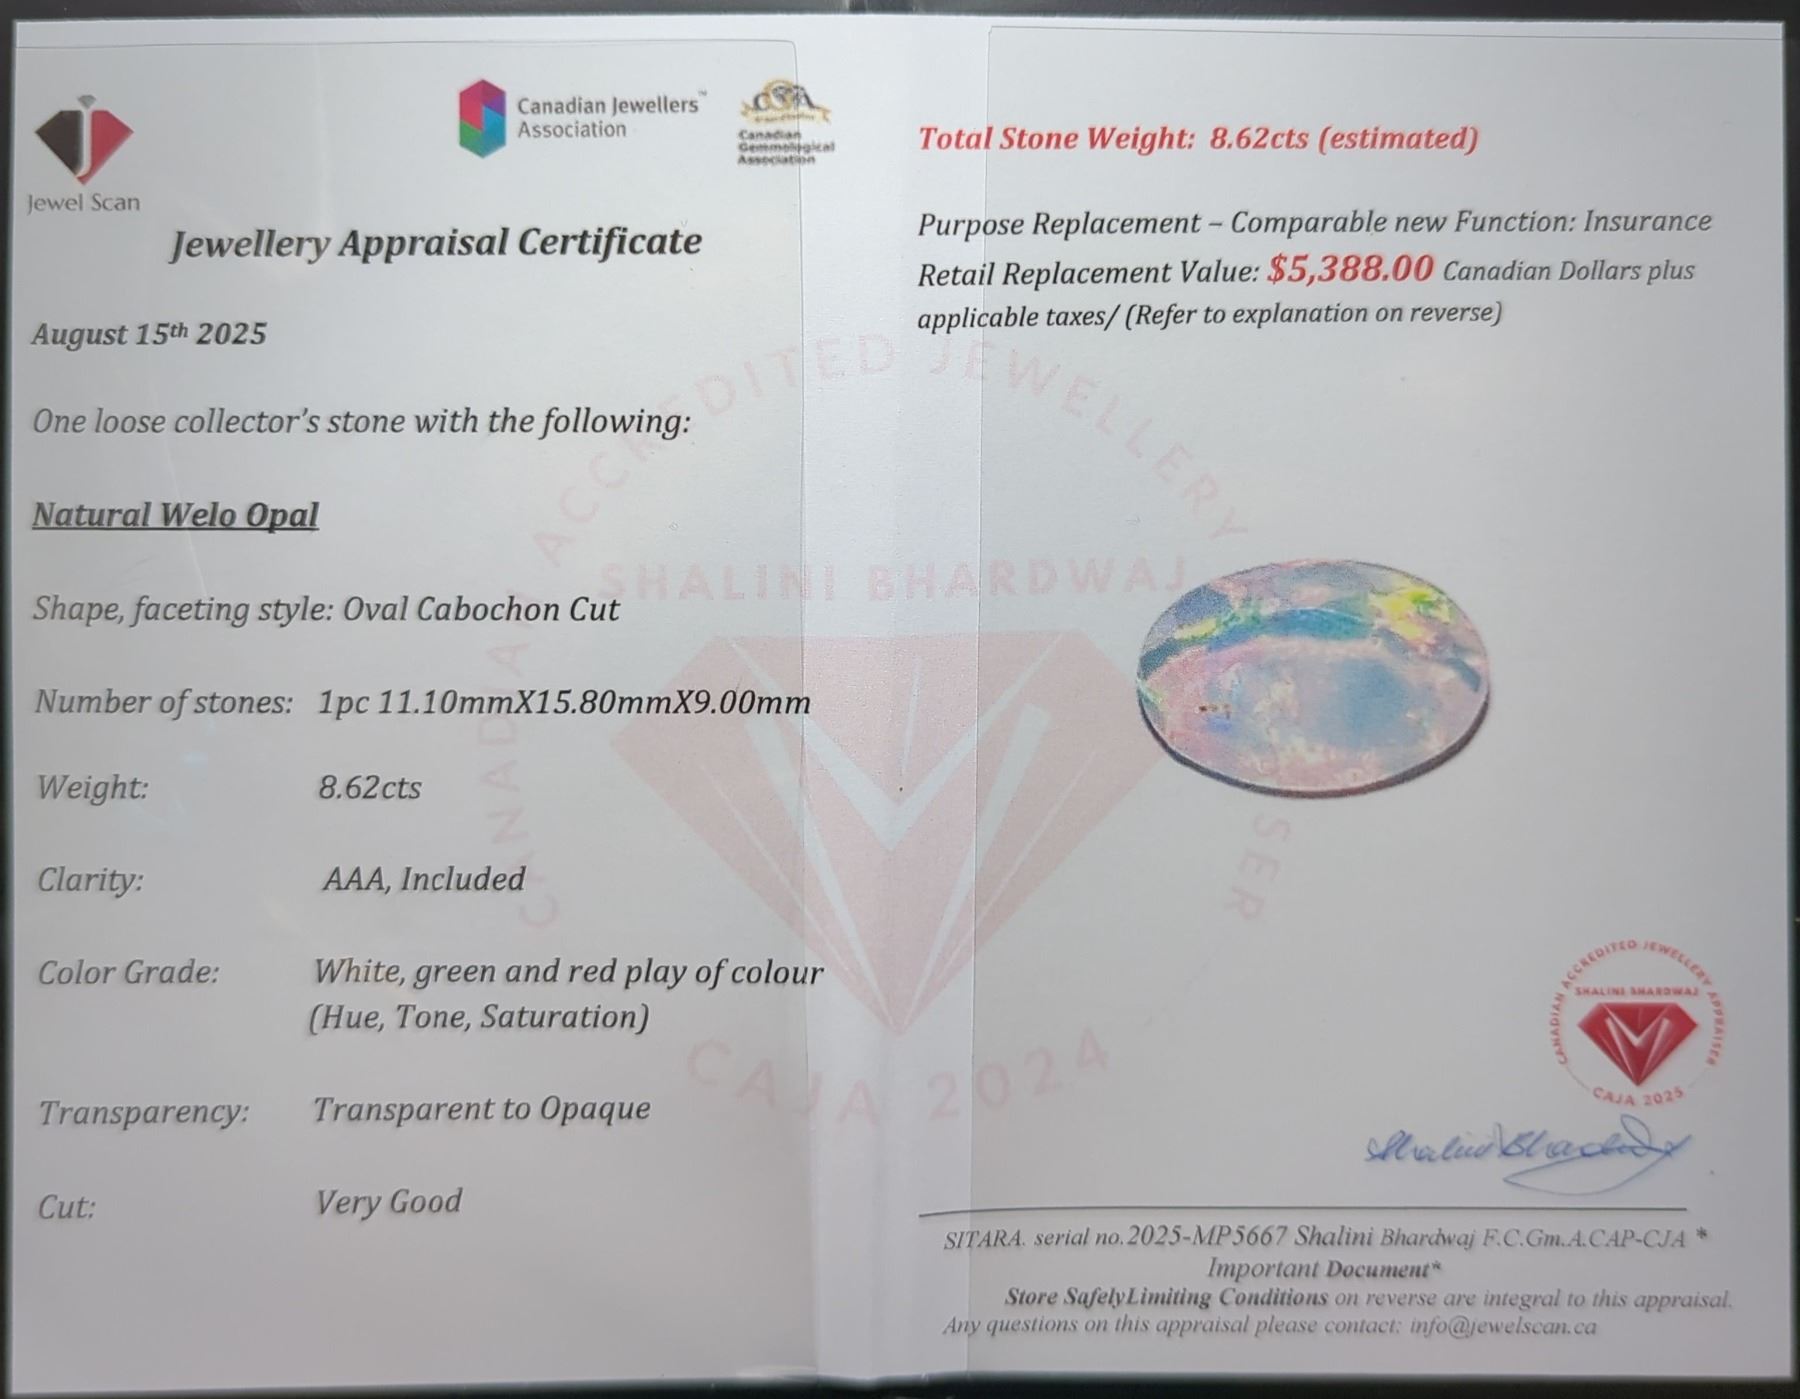 Jewel Scan
Canadian Jewellers™
Association
CGA
Canadian
Gemmological
Association
Jewellery Appraisal Certificate
August 15th 2025
One loose collector's stone with the following:
Natural Welo Opal
Shape, faceting style: Oval Cabochon Cut
Number of stones: 1pc 11.10mmX15.80mmX9.00mm
Weight: 8.62cts
Clarity: AAA, Included
Color Grade: White, green and red play of colour
(Hue, Tone, Saturation)
Transparency: Transparent to Opaque
Cut: Very Good
CANADIAN ACCREDITED JEWELLERY SER
SHALINI BHARDWAJ
CAJA 2024
Total Stone Weight: 8.62cts (estimated)
Purpose Replacement – Comparable new Function: Insurance
Retail Replacement Value: $5,388.00 Canadian Dollars plus
applicable taxes/ (Refer to explanation on reverse)
CANADIAN ACCREDITED JEWELLERY APPRAISER
SHALINI BHARDWAJ
CAJA 2025
Shalini Bhardwaj
SITARA. serial no.2025-MP5667 Shalini Bhardwaj F.C.Gm.A.CAP-CJA *
Important Document*
Store SafelyLimiting Conditions on reverse are integral to this appraisal.
Any questions on this appraisal please contact: info@jewelscan.ca